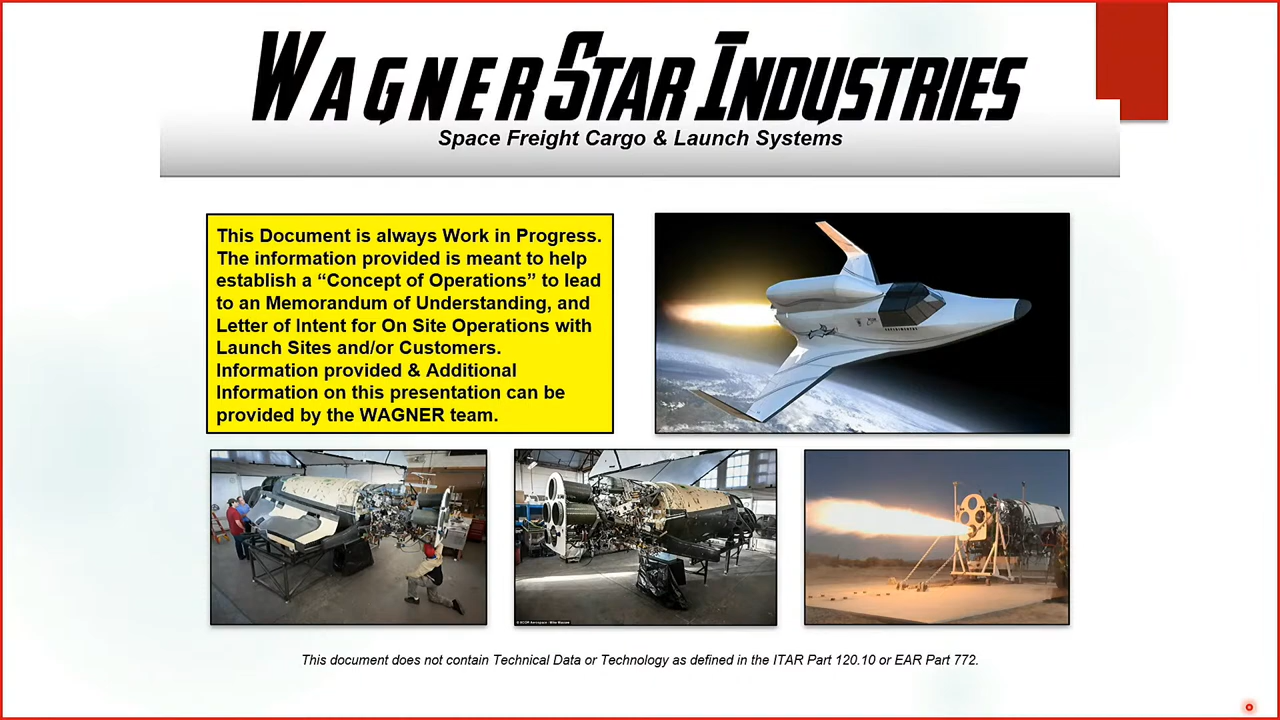 WAGNER STAR INDUSTRIES
Space Freight Cargo & Launch Systems
This Document is always Work in Progress.
The information provided is meant to help
establish a “Concept of Operations” to lead
to an Memorandum of Understanding, and
Letter of Intent for On Site Operations with
Launch Sites and/or Customers.
Information provided & Additional
Information on this presentation can be
provided by the WAGNER team.
This document does not contain Technical Data or Technology as defined in the ITAR Part 120.10 or EAR Part 772.